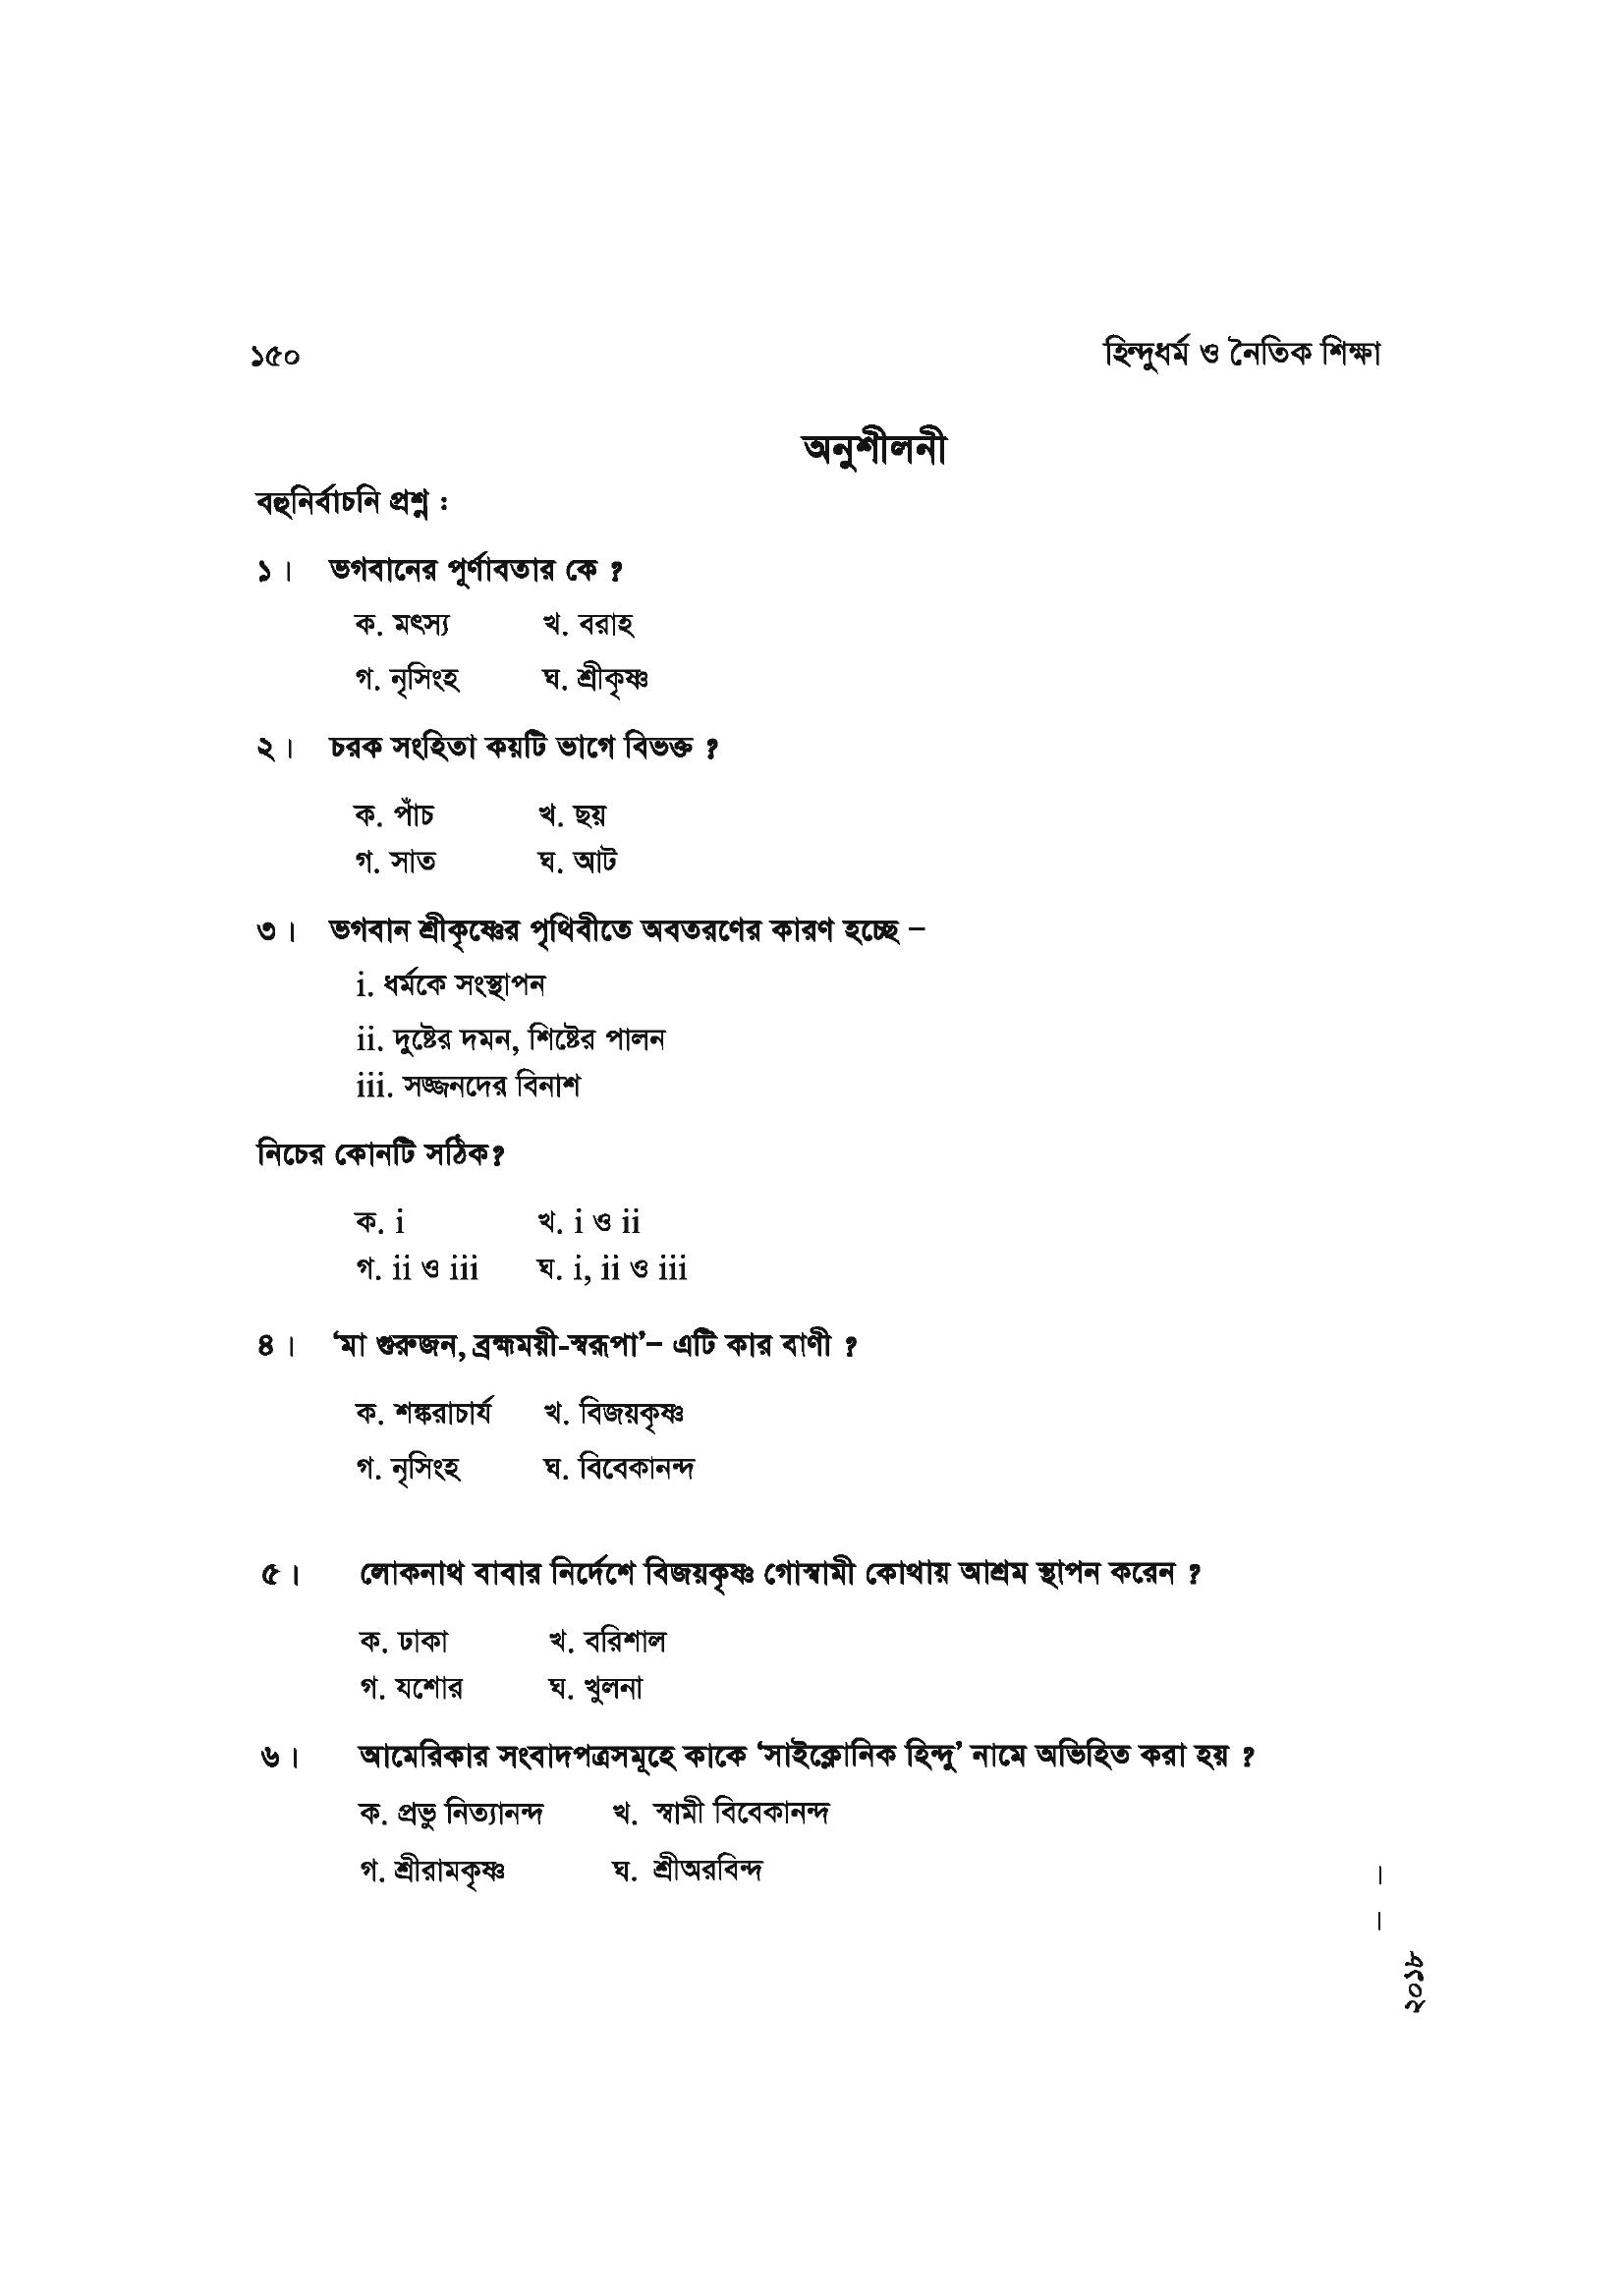 ১৫০ হিন্দুধর্ম ও নৈতিক শিক্ষা
অনুশীলনী
বহুনির্বাচনি প্রশ্ন :
১। ভগবানের পূর্ণাবতার কে ?
ক. মৎস্য খ. বরাহ
গ. নৃসিংহ ঘ. শ্রীকৃষ্ণ
২। চরক সংহিতা কয়টি ভাগে বিভক্ত ?
ক. পাঁচ খ. ছয়
গ. সাত ঘ. আট
৩। ভগবান শ্রীকৃষ্ণের পৃথিবীতে অবতরণের কারণ হচ্ছে –
i. ধর্মকে সংস্থাপন
ii. দুষ্টের দমন, শিষ্টের পালন
iii. সজ্জনদের বিনাশ
নিচের কোনটি সঠিক?
ক. i খ. i ও ii
গ. ii ও iii ঘ. i, ii ও iii
৪। ‘মা গুরুজন, ব্রহ্মময়ী-স্বরূপা’– এটি কার বাণী ?
ক. শঙ্করাচার্য খ. বিজয়কৃষ্ণ
গ. নৃসিংহ ঘ. বিবেকানন্দ
৫। লোকনাথ বাবার নির্দেশে বিজয়কৃষ্ণ গোস্বামী কোথায় আশ্রম স্থাপন করেন ?
ক. ঢাকা খ. বরিশাল
গ. যশোর ঘ. খুলনা
৬। আমেরিকার সংবাদপত্রসমূহে কাকে ‘সাইক্লোনিক হিন্দু’ নামে অভিহিত করা হয় ?
ক. প্রভু নিত্যানন্দ খ. স্বামী বিবেকানন্দ
গ. শ্রীরামকৃষ্ণ ঘ. শ্রীঅরবিন্দ
।
।
২০১৮